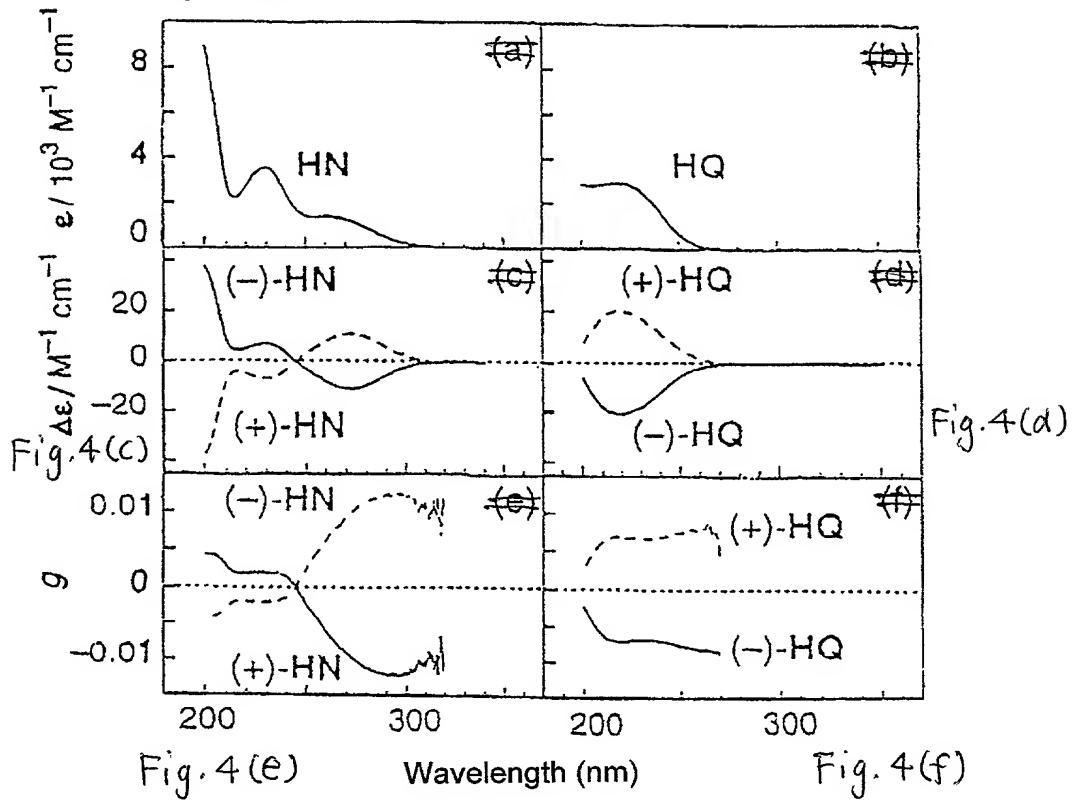 (a)
(b)
ε/10³ M⁻¹ cm⁻¹
8
4
0
HN
HQ
(c)
(d)
Δε/M⁻¹ cm⁻¹
20
0
−20
(−)-HN
(+)-HN
(+)-HQ
(−)-HQ
Fig.4(c)
Fig.4(d)
(e)
(f)
g
0.01
0
−0.01
(−)-HN
(+)-HN
(+)-HQ
(−)-HQ
200
300
200
300
Fig.4(e)
Wavelength (nm)
Fig.4(f)